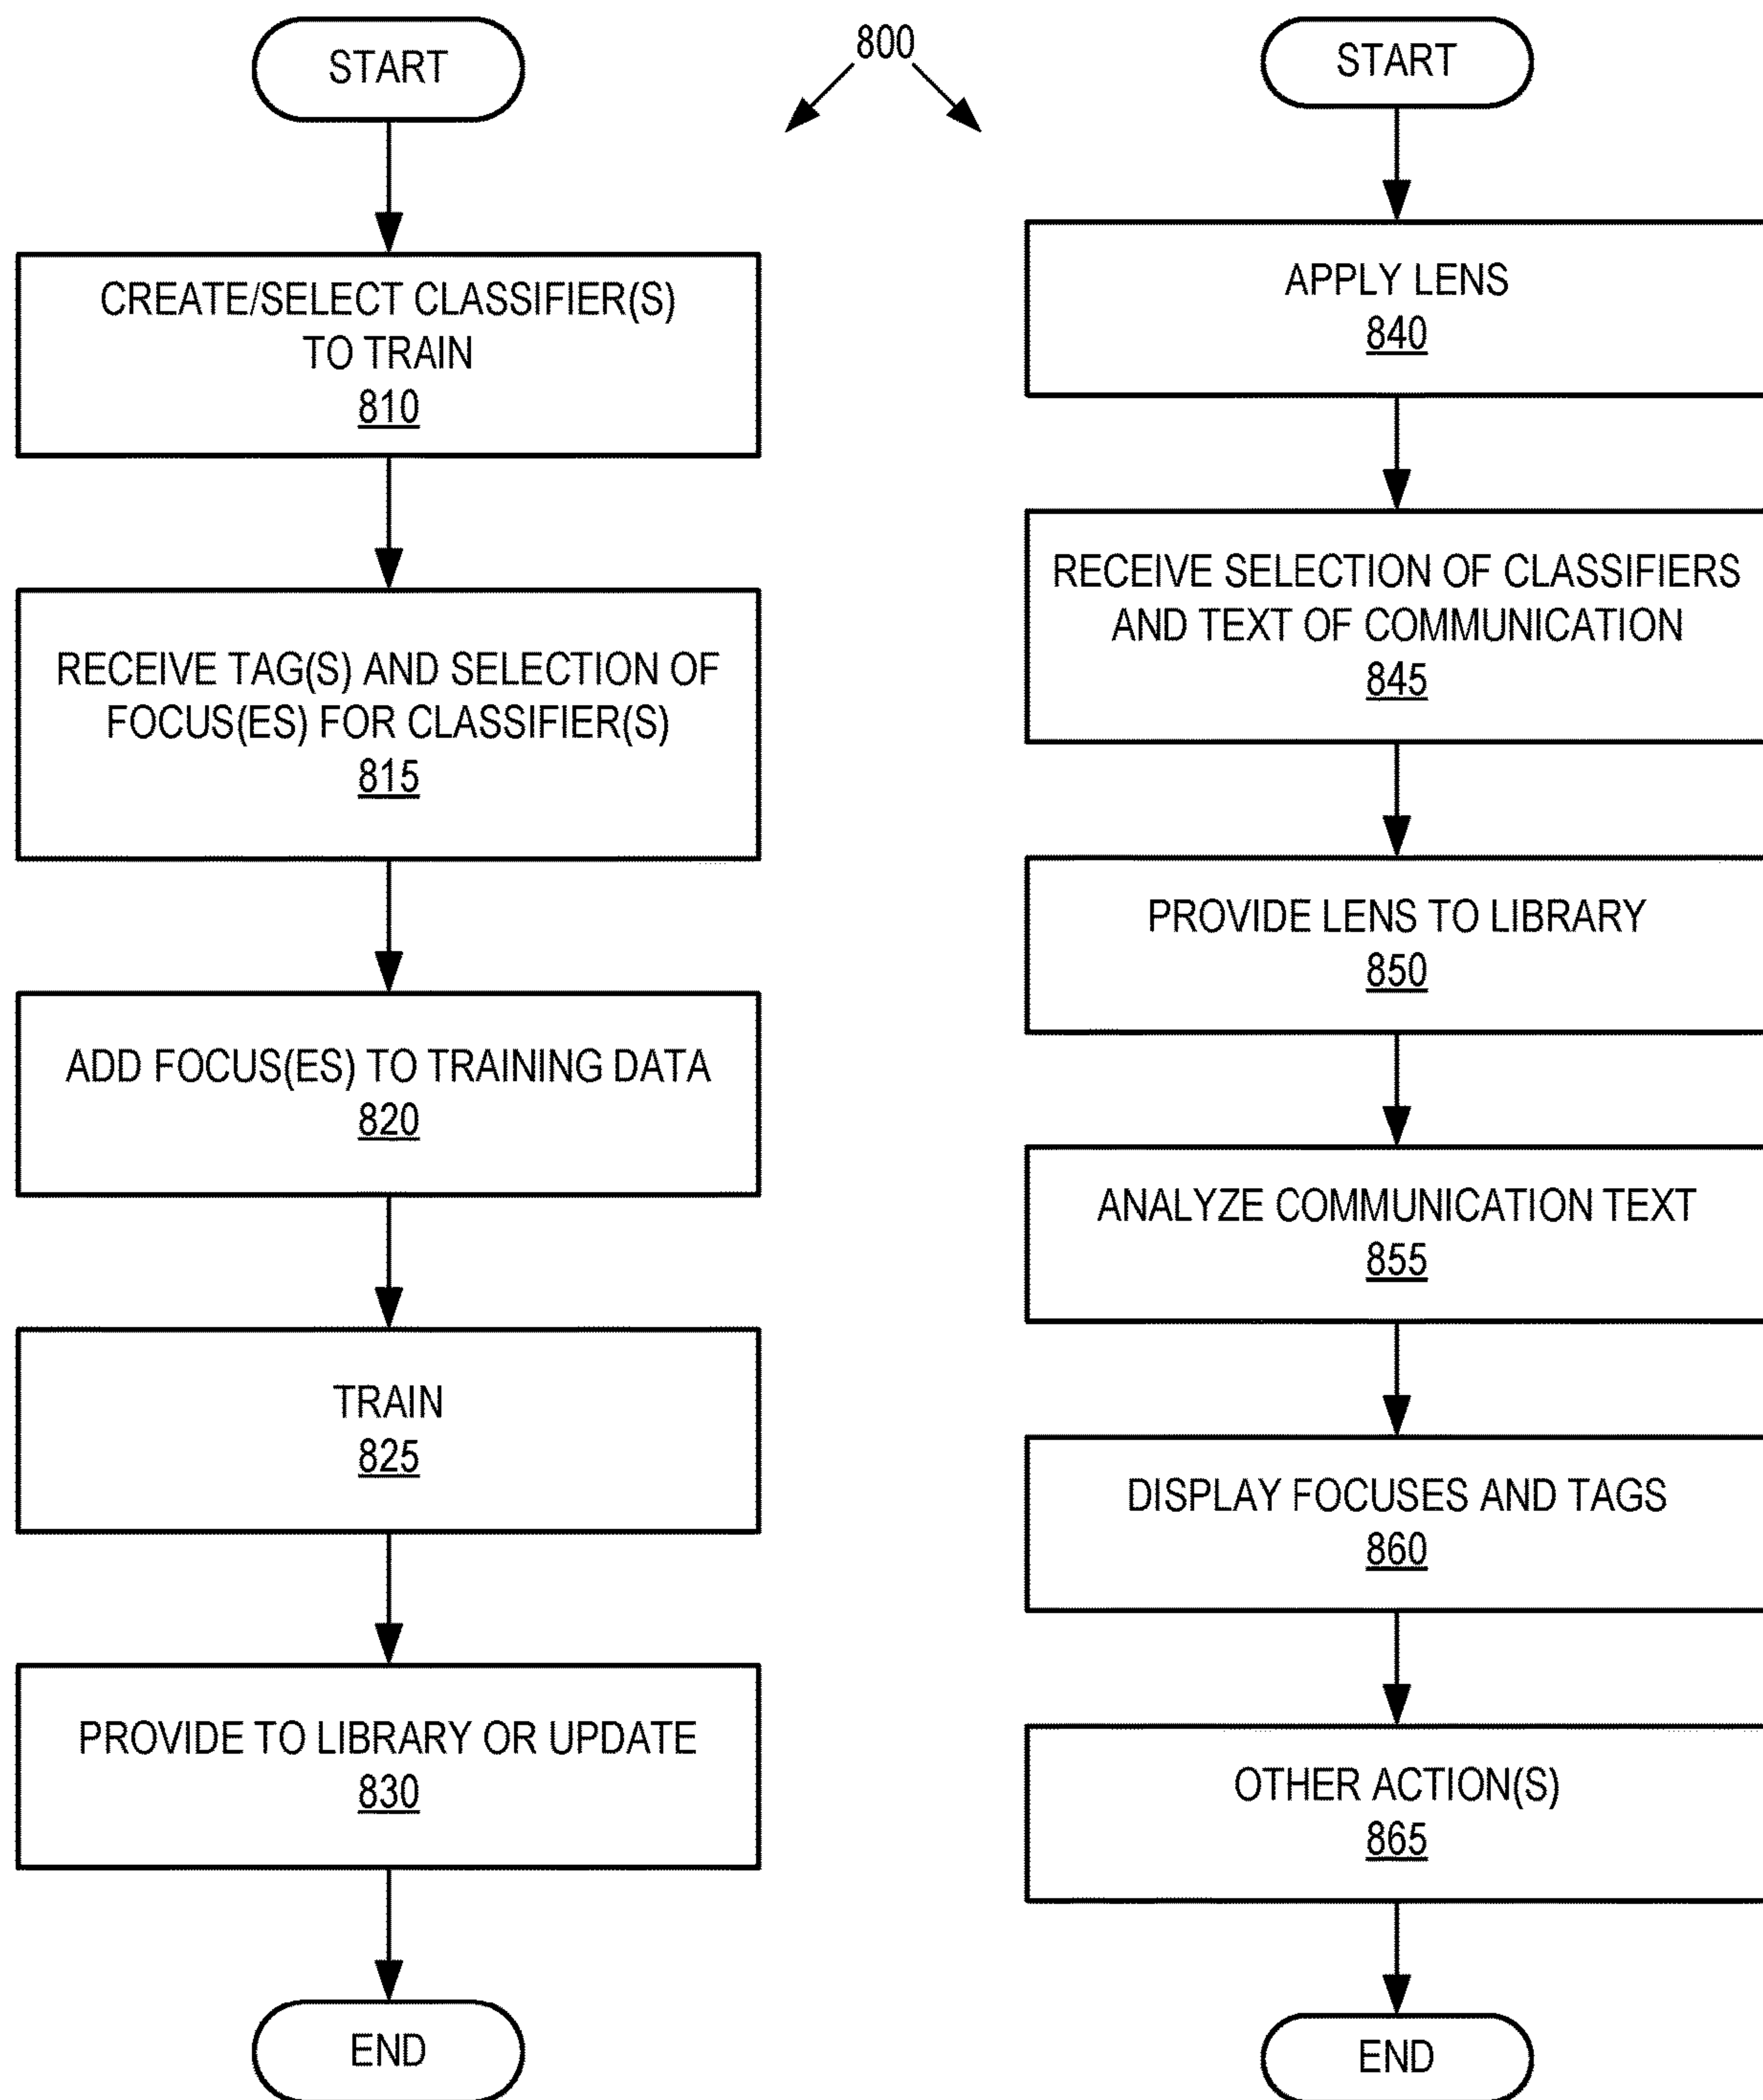 800
START
CREATE/SELECT CLASSIFIER(S)
TO TRAIN
810
RECEIVE TAG(S) AND SELECTION OF
FOCUS(ES) FOR CLASSIFIER(S)
815
ADD FOCUS(ES) TO TRAINING DATA
820
TRAIN
825
PROVIDE TO LIBRARY OR UPDATE
830
END
START
APPLY LENS
840
RECEIVE SELECTION OF CLASSIFIERS
AND TEXT OF COMMUNICATION
845
PROVIDE LENS TO LIBRARY
850
ANALYZE COMMUNICATION TEXT
855
DISPLAY FOCUSES AND TAGS
860
OTHER ACTION(S)
865
END